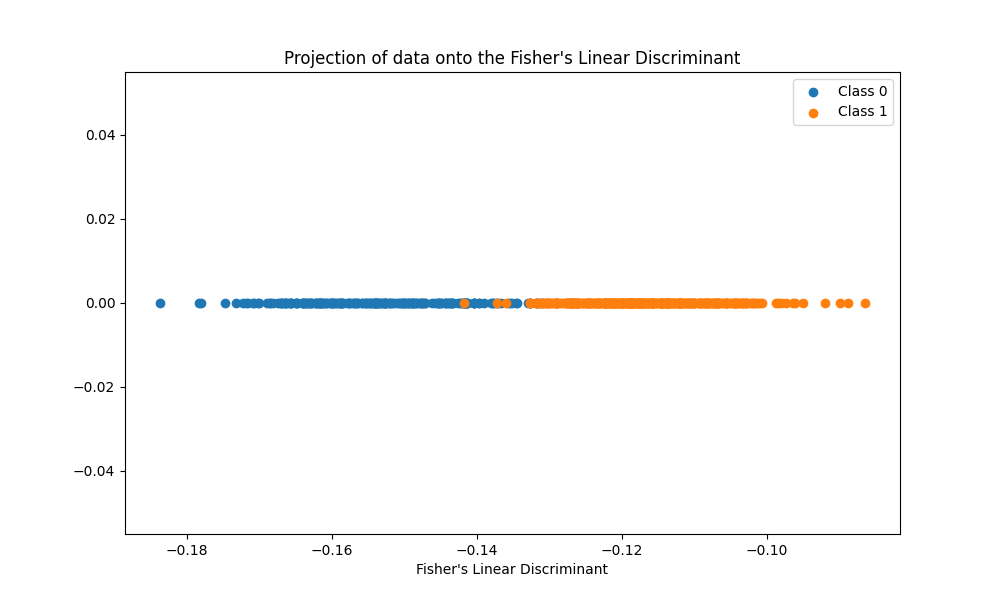 Projection of data onto the Fisher's Linear Discriminant
Class 0
Class 1
0.04
0.02
0.00
−0.02
−0.04
−0.18
−0.16
−0.14
−0.12
−0.10
Fisher's Linear Discriminant